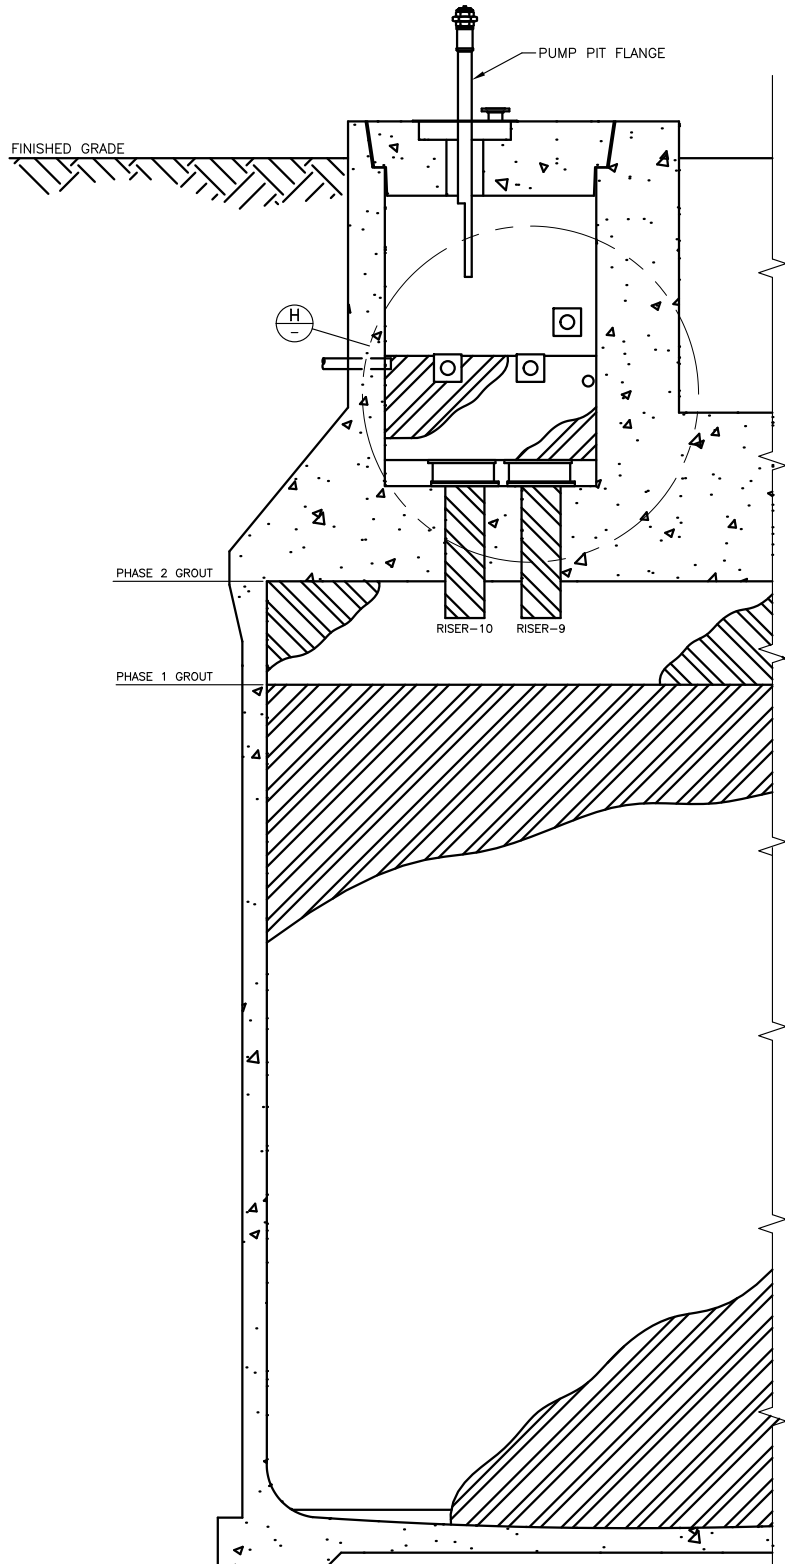 PUMP PIT FLANGE
FINISHED GRADE
H
-
PHASE 2 GROUT
RISER-10
RISER-9
PHASE 1 GROUT